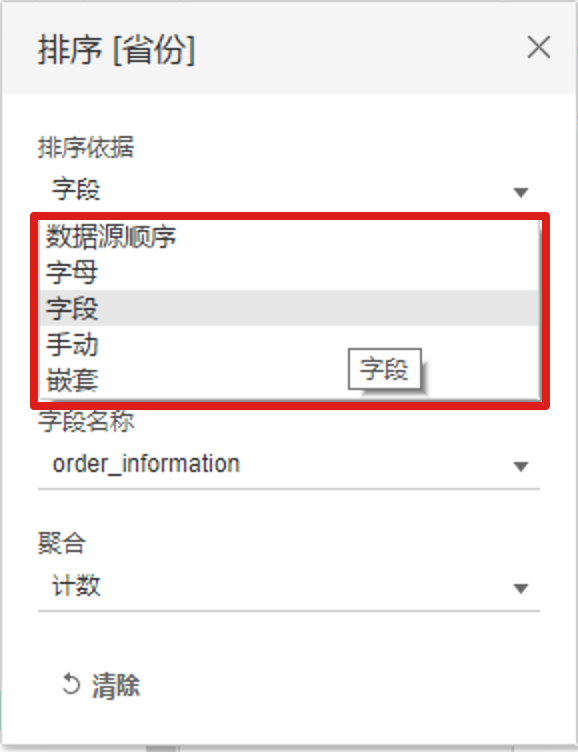 排序 [省份]
排序依据
字段
数据源顺序
字母
字段
手动
嵌套
字段
字段名称
order_information
聚合
计数
清除